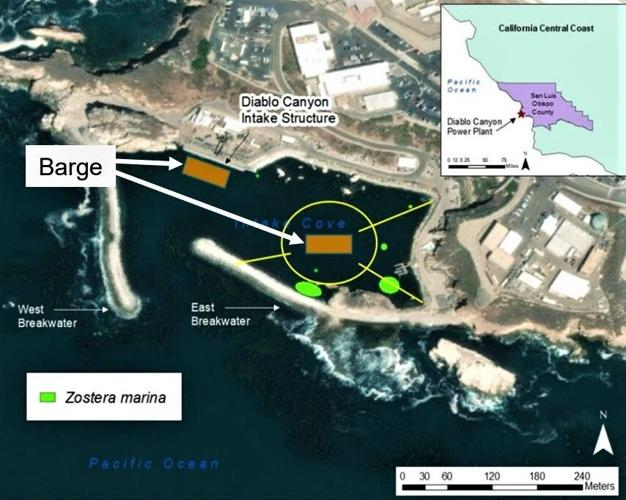 California Central Coast
Pacific
Ocean
San Luis
Obispo
County
Diablo Canyon
Power Plant
N
0 12.5 25 50 75
Miles
Diablo Canyon
Intake Structure
Barge
Intake Cove
West
Breakwater
East
Breakwater
Zostera marina
Pacific Ocean
N
0 30 60 120 180 240
Meters